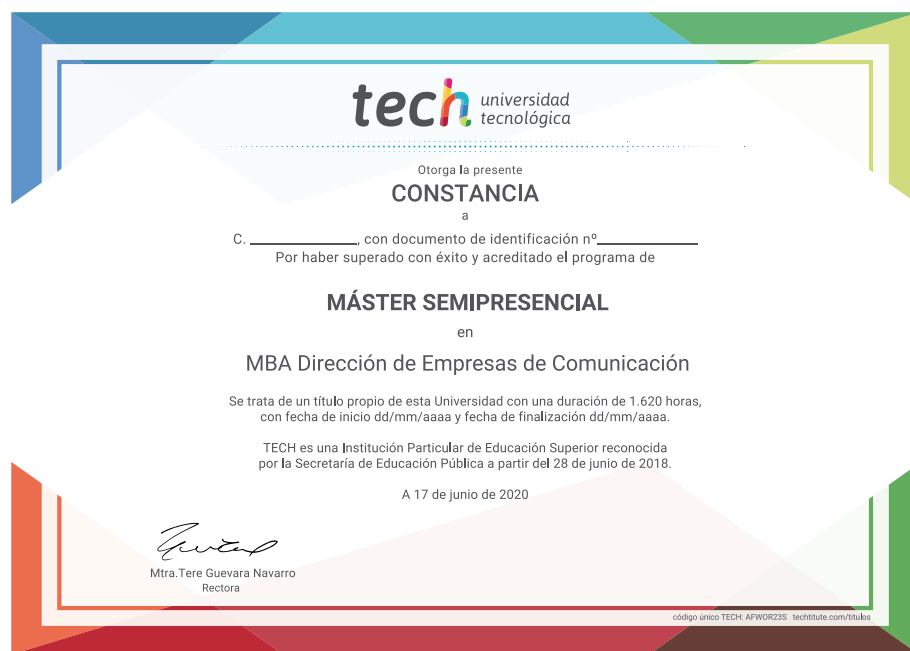 tech universidad
tecnológica
Otorga la presente
CONSTANCIA
a
C. ____________, con documento de identificación nº____________
Por haber superado con éxito y acreditado el programa de
MÁSTER SEMIPRESENCIAL
en
MBA Dirección de Empresas de Comunicación
Se trata de un título propio de esta Universidad con una duración de 1.620 horas,
con fecha de inicio dd/mm/aaaa y fecha de finalización dd/mm/aaaa.
TECH es una Institución Particular de Educación Superior reconocida
por la Secretaría de Educación Pública a partir del 28 de junio de 2018.
A 17 de junio de 2020
Mtra.Tere Guevara Navarro
Rectora
código único TECH: AFWOR23S techtitute.com/titulos